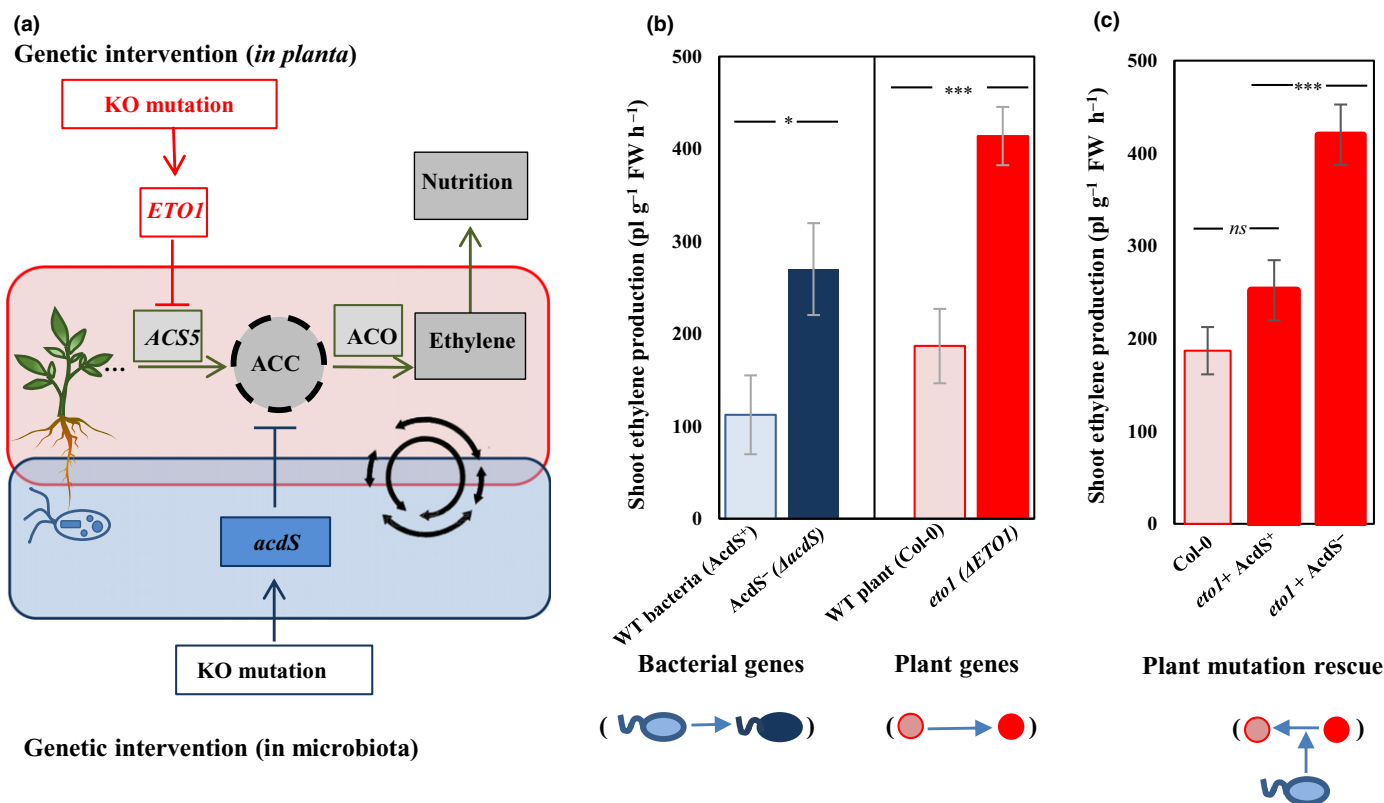 (a)
Genetic intervention (in planta)
KO mutation
ETO1
Nutrition
ACS5
...
ACC
ACO
Ethylene
acdS
KO mutation
Genetic intervention (in microbiota)
(b)
Shoot ethylene production (pl g⁻¹ FW h⁻¹)
500
400
300
200
100
0
*
***
WT bacteria (AcdS⁺)
AcdS⁻ (ΔacdS)
WT plant (Col-0)
eto1 (ΔETO1)
Bacterial genes
Plant genes
( )
( )
(c)
Shoot ethylene production (pl g⁻¹ FW h⁻¹)
500
400
300
200
100
0
ns
***
Col-0
eto1+ AcdS⁺
eto1+ AcdS⁻
Plant mutation rescue
( )